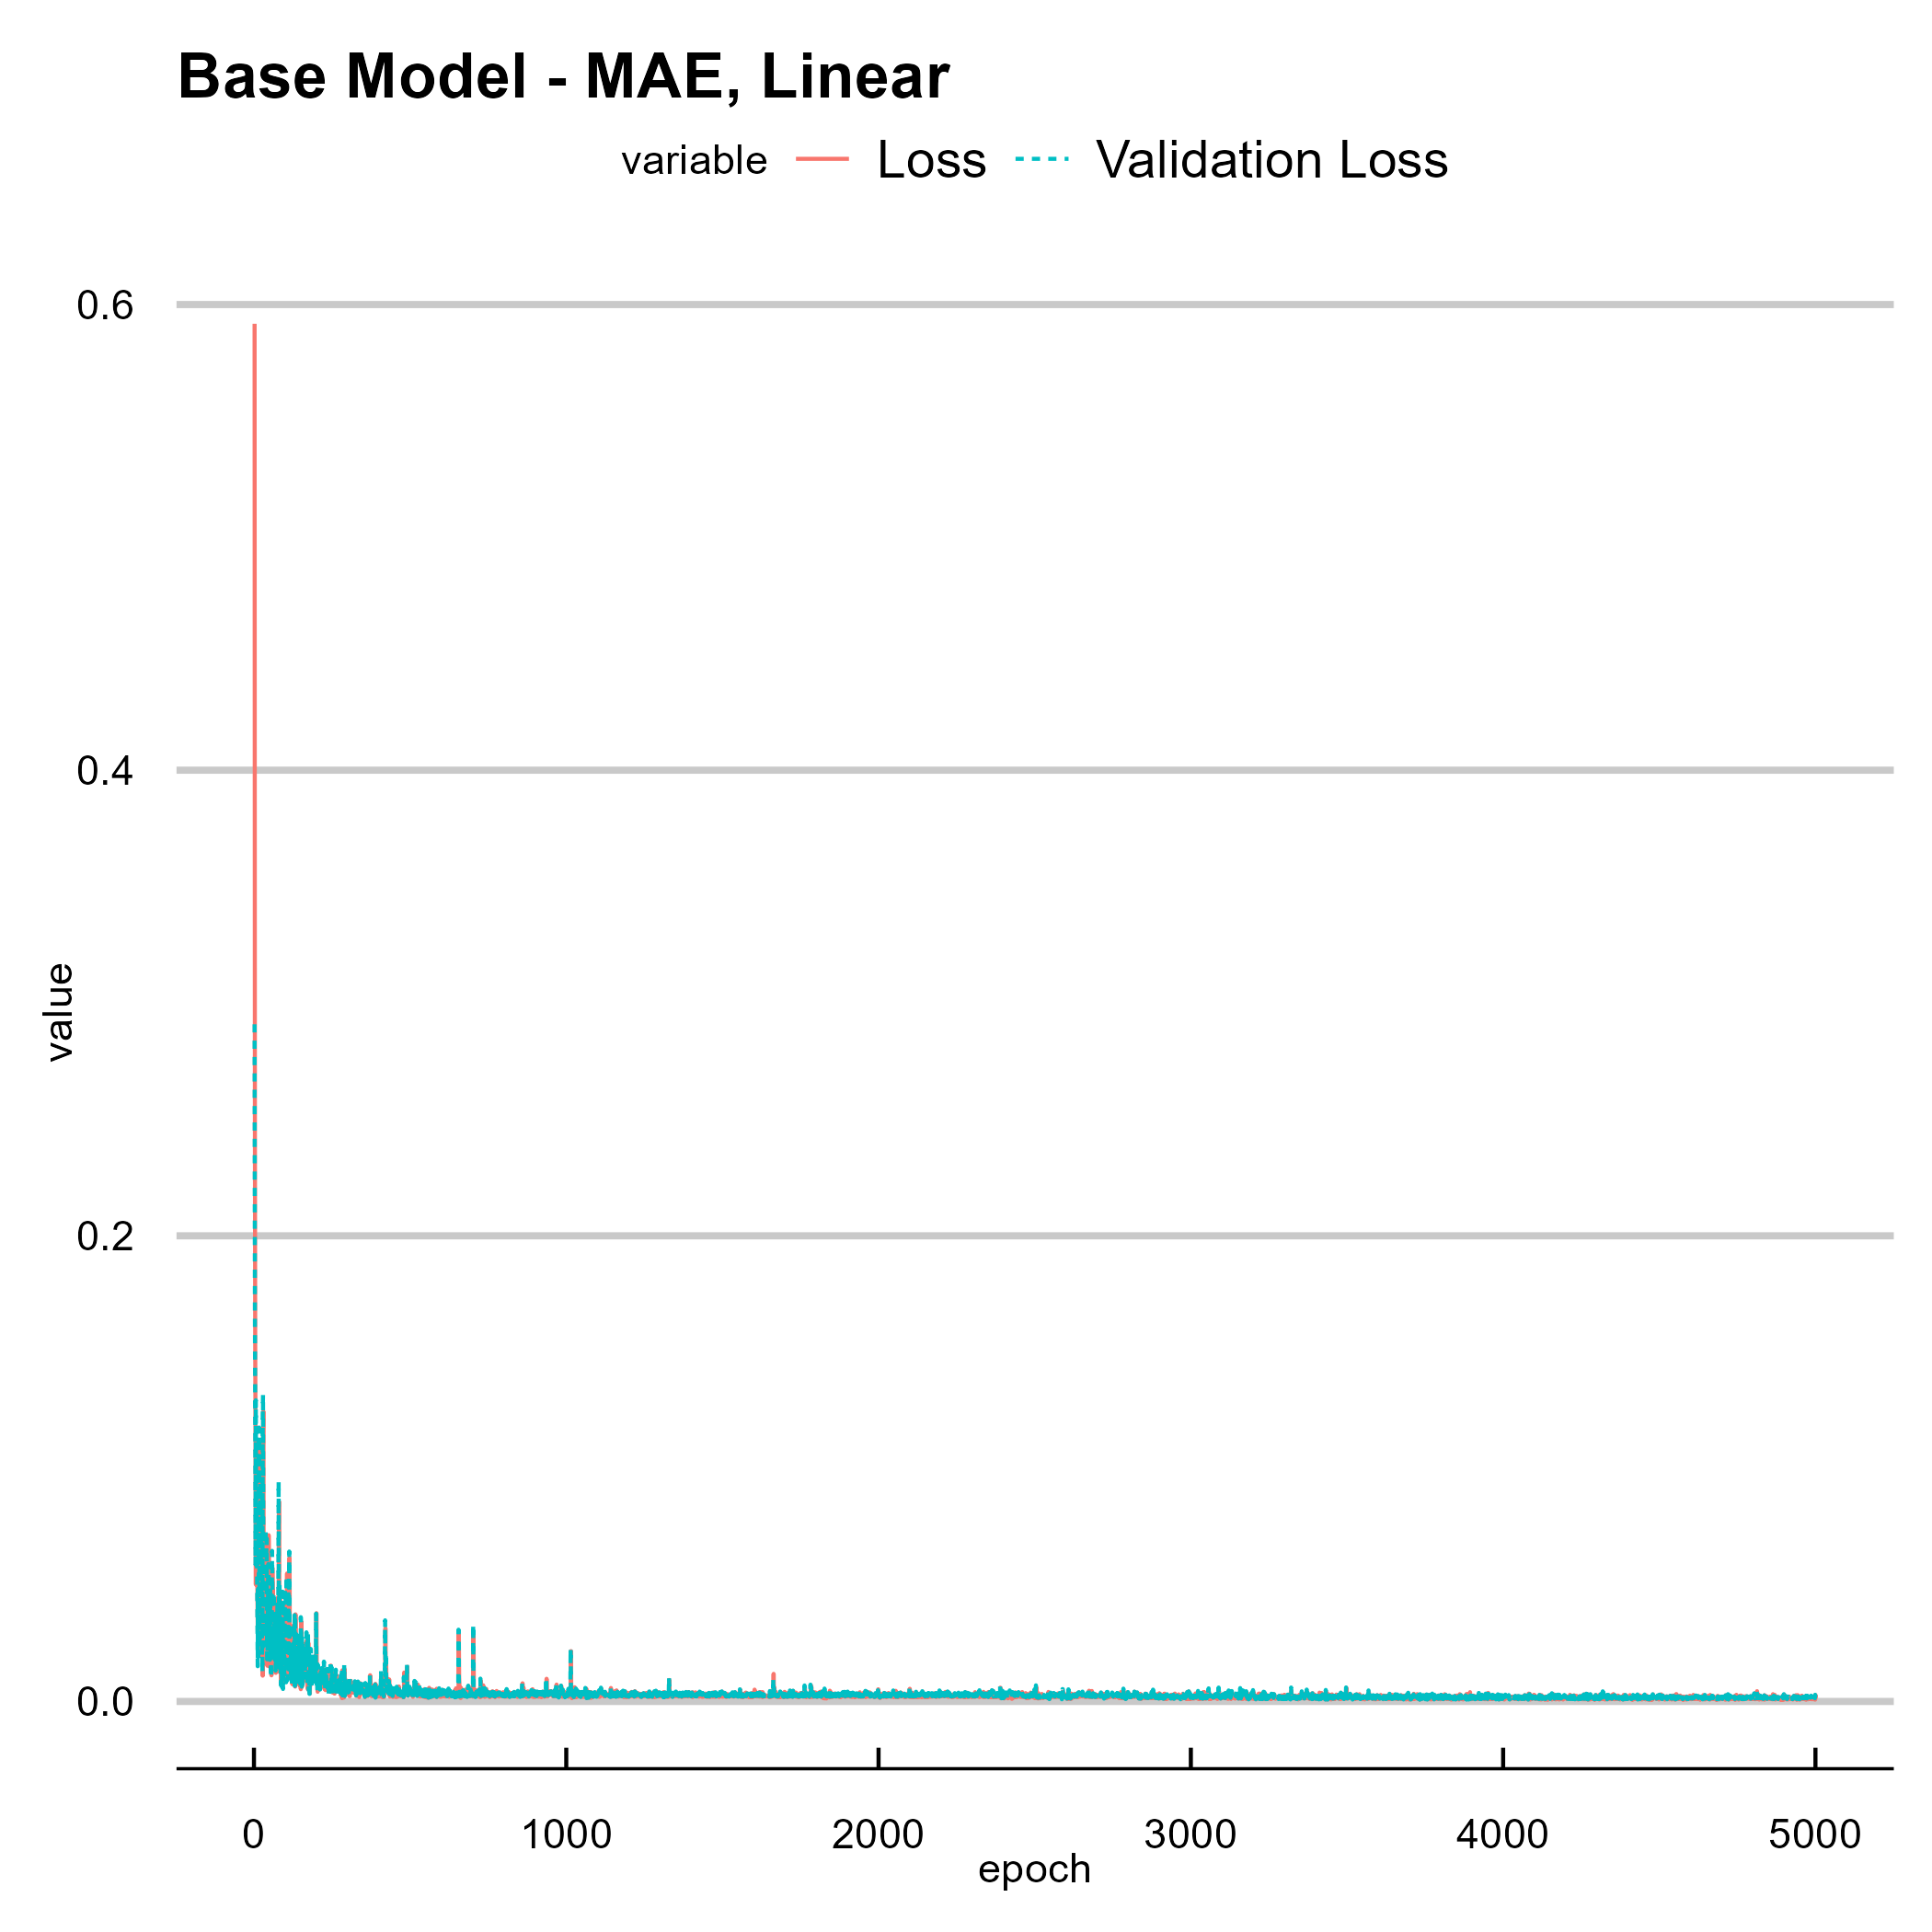 Base Model - MAE, Linear
variable Loss Validation Loss
0.6
0.4
value
0.2
0.0
0 1000 2000 3000 4000 5000
epoch